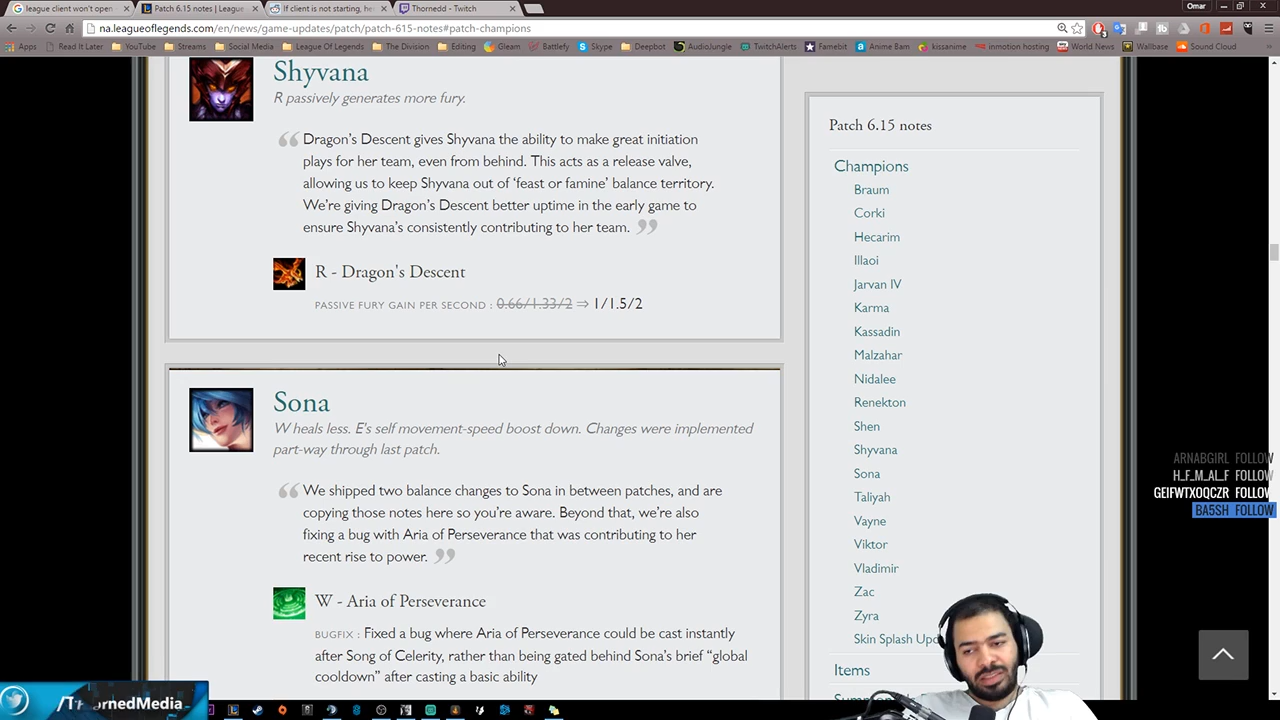 league client won't open
Patch 6.15 notes | League
If client is not starting, he
Thornedd - Twitch
Omar
na.leagueoflegends.com/en/news/game-updates/patch/patch-615-notes#patch-champions
Apps
Read It Later
YouTube
Streams
Social Media
League Of Legends
The Division
Editing
Gleam
Battlefy
Skype
Deepbot
AudioJungle
TwitchAlerts
Famebit
Anime Bam
kissanime
inmotion hosting
World News
Wallbase
Sound Cloud
Shyvana
R passively generates more fury.
Dragon's Descent gives Shyvana the ability to make great initiation
plays for her team, even from behind. This acts as a release valve,
allowing us to keep Shyvana out of 'feast or famine' balance territory.
We're giving Dragon's Descent better uptime in the early game to
ensure Shyvana's consistently contributing to her team.
R - Dragon's Descent
PASSIVE FURY GAIN PER SECOND : 0.66/1.33/2 ⇒ 1/1.5/2
Sona
W heals less. E's self movement-speed boost down. Changes were implemented
part-way through last patch.
We shipped two balance changes to Sona in between patches, and are
copying those notes here so you're aware. Beyond that, we're also
fixing a bug with Aria of Perseverance that was contributing to her
recent rise to power.
W - Aria of Perseverance
BUGFIX : Fixed a bug where Aria of Perseverance could be cast instantly
after Song of Celerity, rather than being gated behind Sona's brief "global
cooldown" after casting a basic ability
Patch 6.15 notes
Champions
Braum
Corki
Hecarim
Illaoi
Jarvan IV
Karma
Kassadin
Malzahar
Nidalee
Renekton
Shen
Shyvana
Sona
Taliyah
Vayne
Viktor
Vladimir
Zac
Zyra
Skin Splash Upd
Items
ARNABGIRL FOLLOW
H_F_M_AL_F FOLLOW
GEIFWTXOQCZR FOLLOW
BA5SH FOLLOW
/ThornedMedia